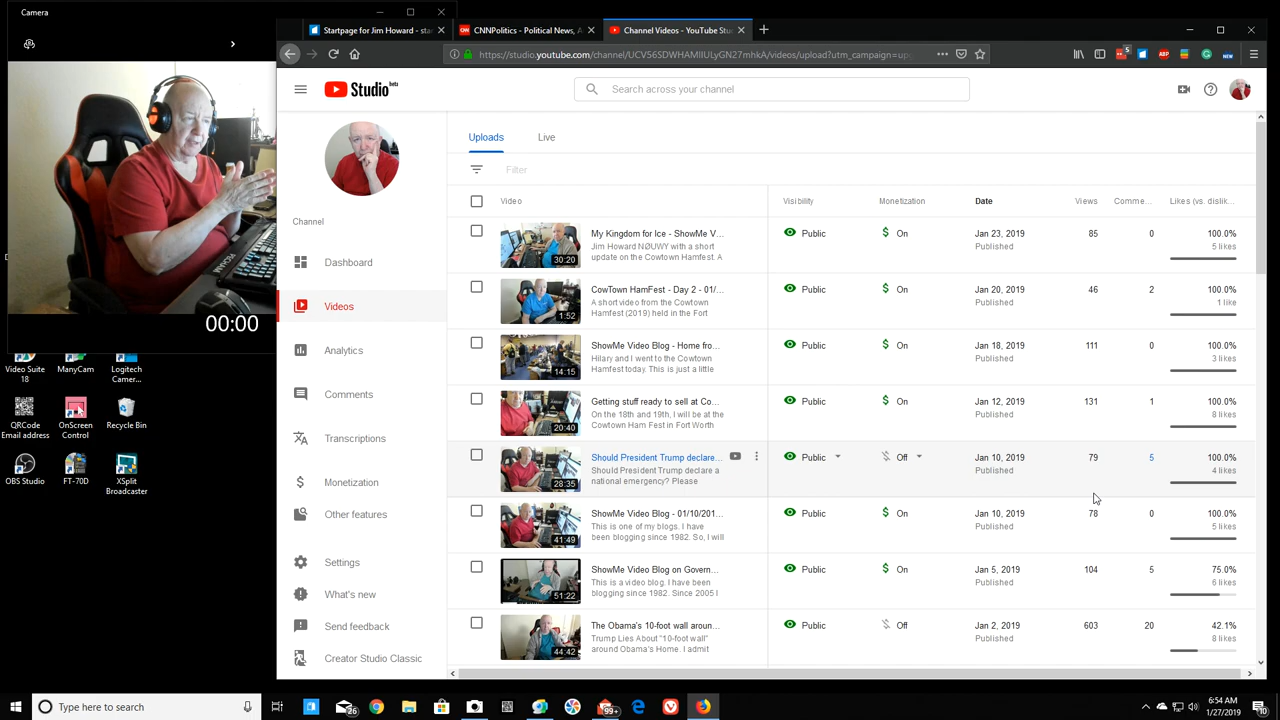 Camera
00:00
Video Suite 18
ManyCam
Logitech Camer...
QRCode Email address
OnScreen Control
Recycle Bin
OBS Studio
FT-70D
XSplit Broadcaster
Startpage for Jim Howard - star
CNNPolitics - Political News, A
Channel Videos - YouTube Stu
https://studio.youtube.com/channel/UCV56SDWHAMIIULyGN27mhkA/videos/upload?utm_campaign=up
5
ABP
NEW
Studio beta
Search across your channel
Channel
Dashboard
Videos
Analytics
Comments
Transcriptions
Monetization
Other features
Settings
What's new
Send feedback
Creator Studio Classic
Uploads Live
Filter
Video Visibility Monetization Date Views Comme... Likes (vs. dislik...
30:20
My Kingdom for Ice - ShowMe V...
Jim Howard NØUWY with a short
update on the Cowtown Hamfest. A
Public On Jan 23, 2019 85 0 100.0%
Published 5 likes
1:52
CowTown HamFest - Day 2 - 01/...
A short video from the Cowtown
Hamfest (2019) held in the Fort
Public On Jan 20, 2019 46 2 100.0%
Published 1 like
14:15
ShowMe Video Blog - Home fro...
Hilary and I went to the Cowtown
Hamfest today. This is just a little
Public On Jan 18, 2019 111 0 100.0%
Published 3 likes
20:40
Getting stuff ready to sell at Co...
On the 18th and 19th, I will be at the
Cowtown Ham Fest in Forth Worth
Public On Jan 12, 2019 131 1 100.0%
Published 8 likes
28:35
Should President Trump declare...
Should President Trump declare a
national emergency? Please
Public Off Jan 10, 2019 79 5 100.0%
Published 4 likes
41:49
ShowMe Video Blog - 01/10/201...
This is one of my blogs. I have
been blogging since 1982. So, I will
Public On Jan 10, 2019 78 0 100.0%
Published 5 likes
51:22
ShowMe Video Blog on Govern...
This is a video blog. I have been
blogging since 1982. Since 2005 I
Public On Jan 5, 2019 104 5 75.0%
Published 6 likes
44:42
The Obama's 10-foot wall aroun...
Trump Lies About "10-foot wall"
around Obama's Home. I admit
Public Off Jan 2, 2019 603 20 42.1%
Published 8 likes
Type here to search
26
99+
6:54 AM
1/27/2019
10